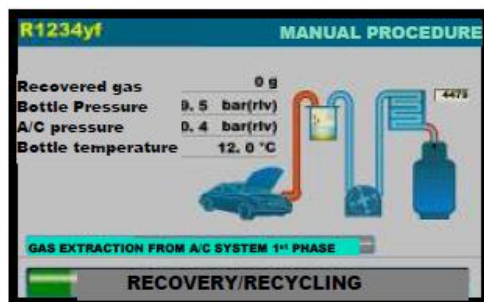 R1234yf MANUAL PROCEDURE
Recovered gas 0 g
Bottle Pressure 9. 5 bar(rlv)
A/C pressure 0. 4 bar(rlv)
Bottle temperature 12. 0 °C
4479
GAS EXTRACTION FROM A/C SYSTEM 1st PHASE
RECOVERY/RECYCLING